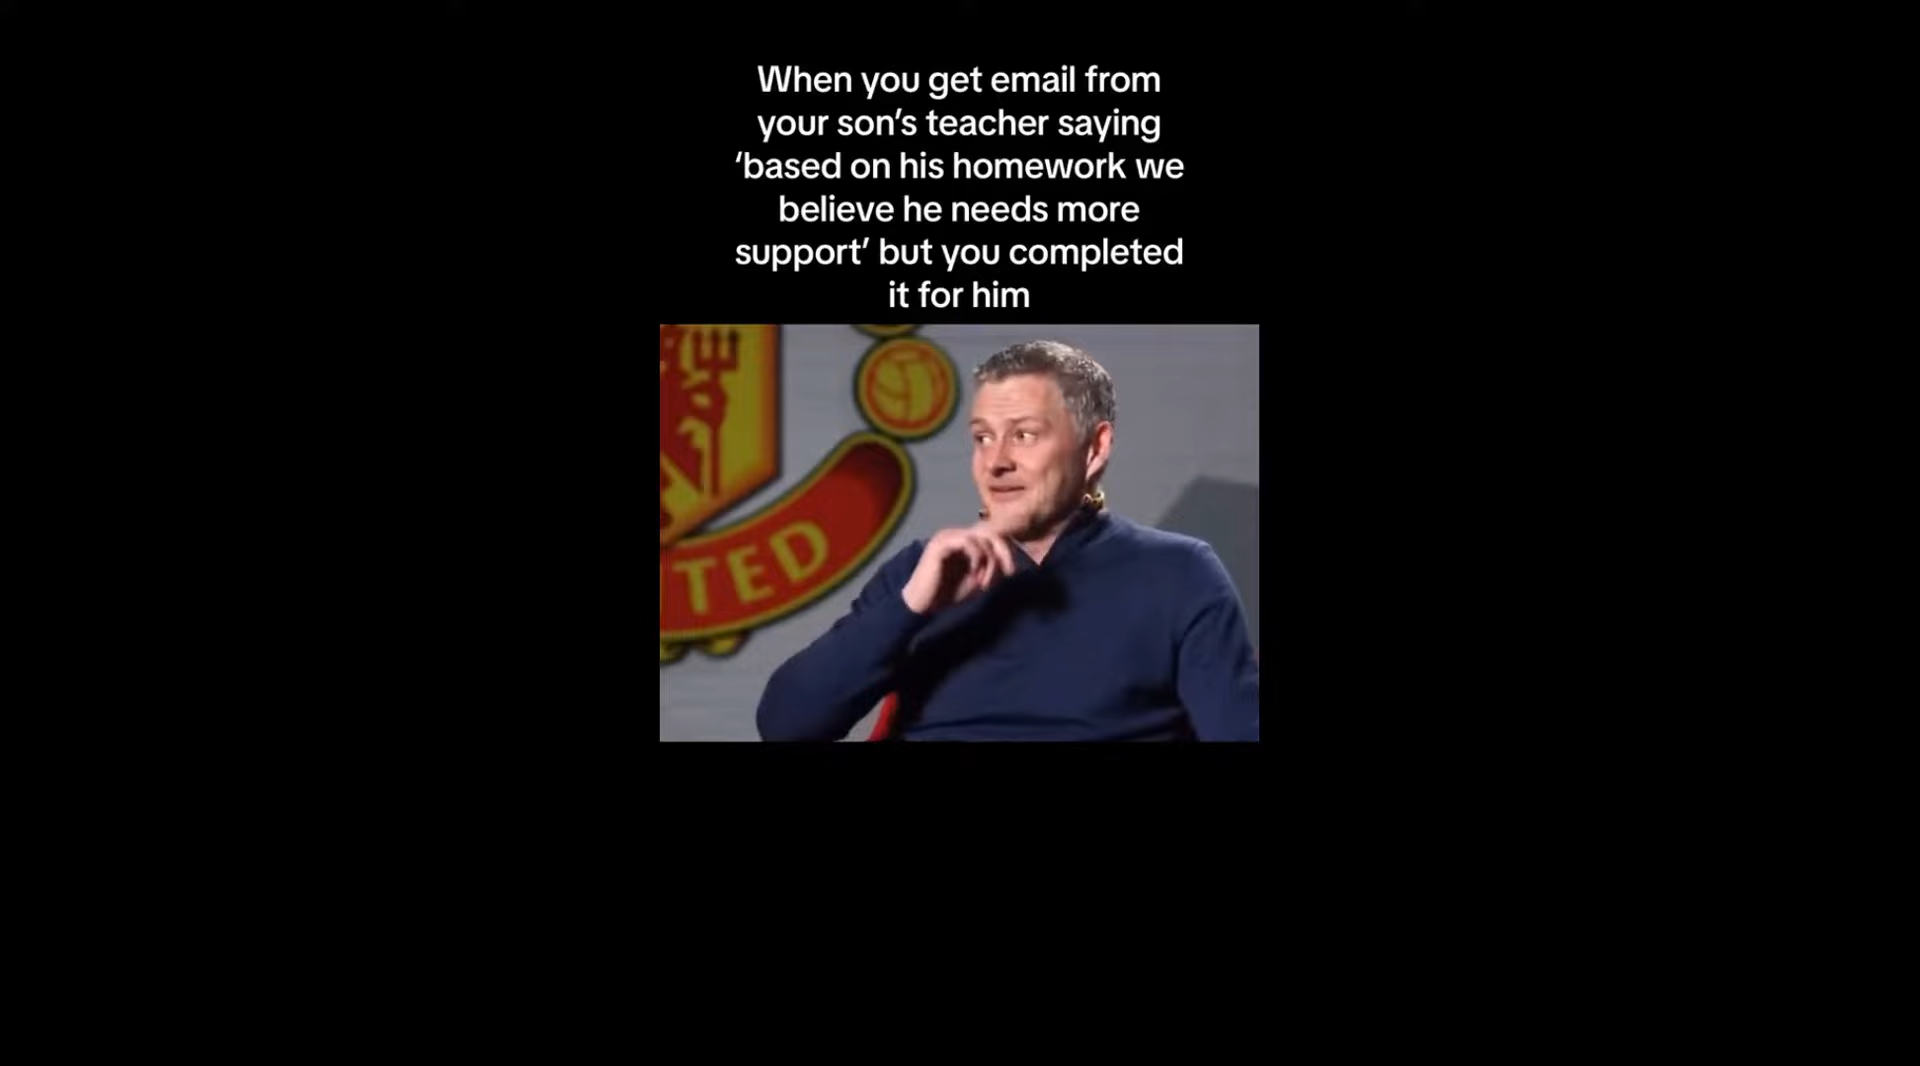 When you get email from
your son’s teacher saying
‘based on his homework we
believe he needs more
support’ but you completed
it for him
TED